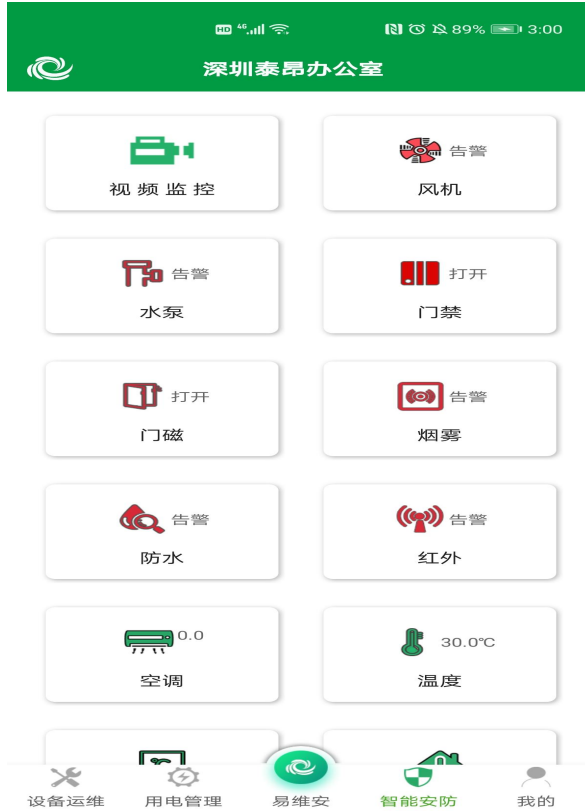 HD 46 89% 3:00
深圳泰昂办公室
告警
视频监控 风机
告警 打开
水泵 门禁
打开 告警
门磁 烟雾
告警 告警
防水 红外
0.0 30.0℃
空调 温度
设备运维 用电管理 易维安 智能安防 我的